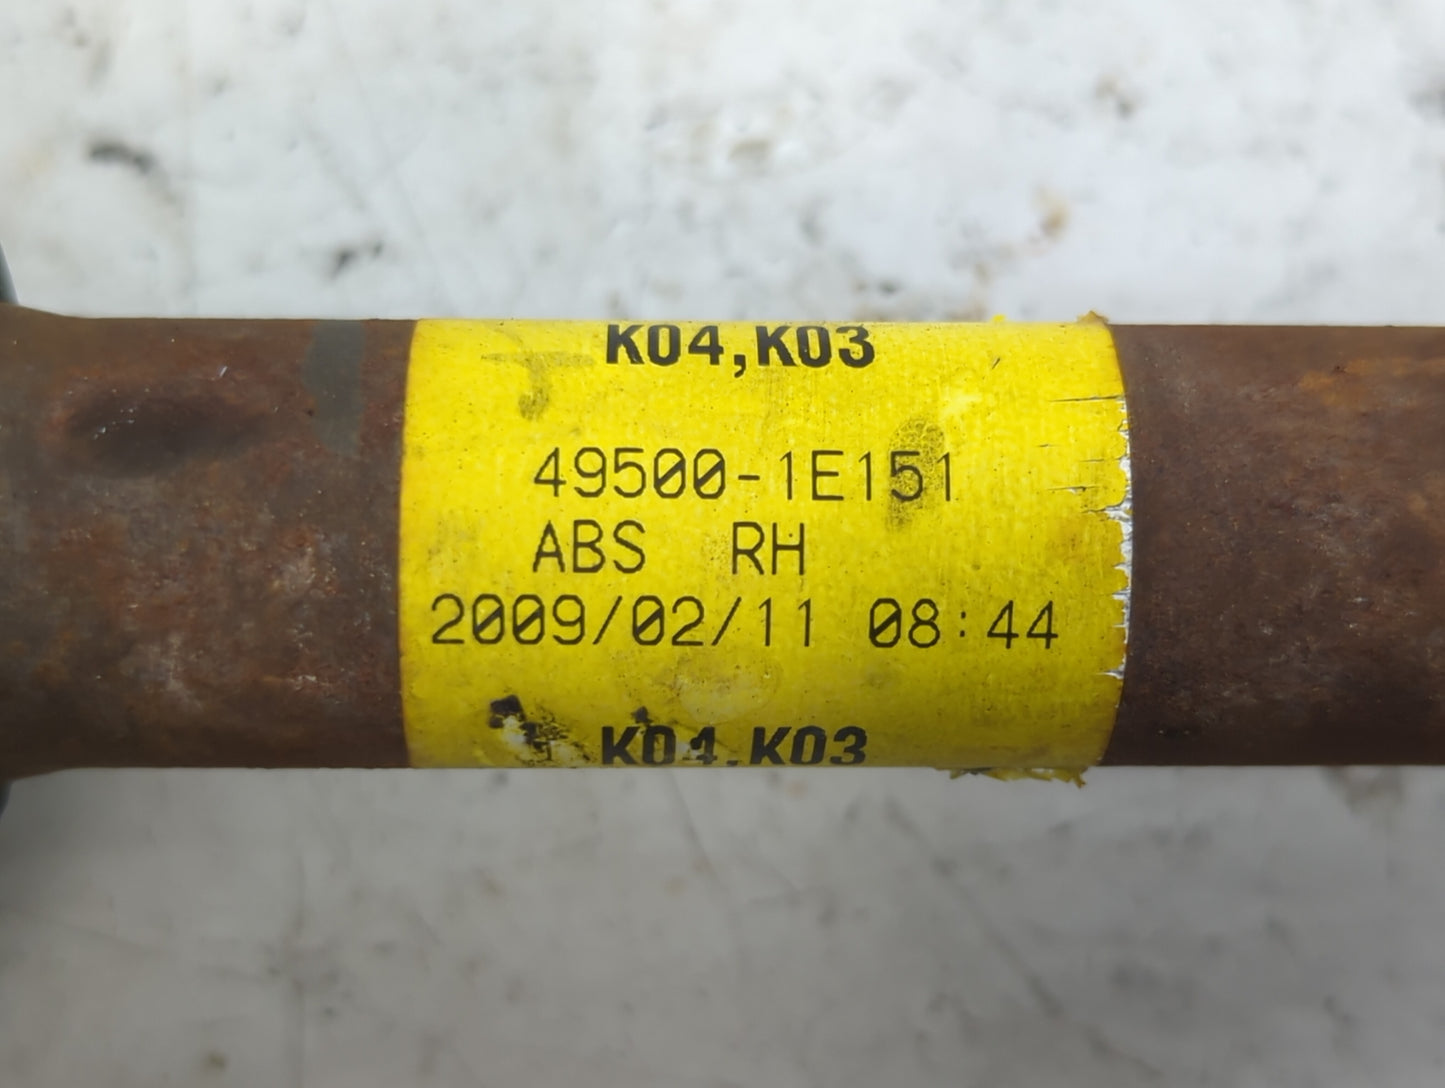 K04,K03
49500-1E151
ABS RH
2009/02/11 08:44
K04,K03